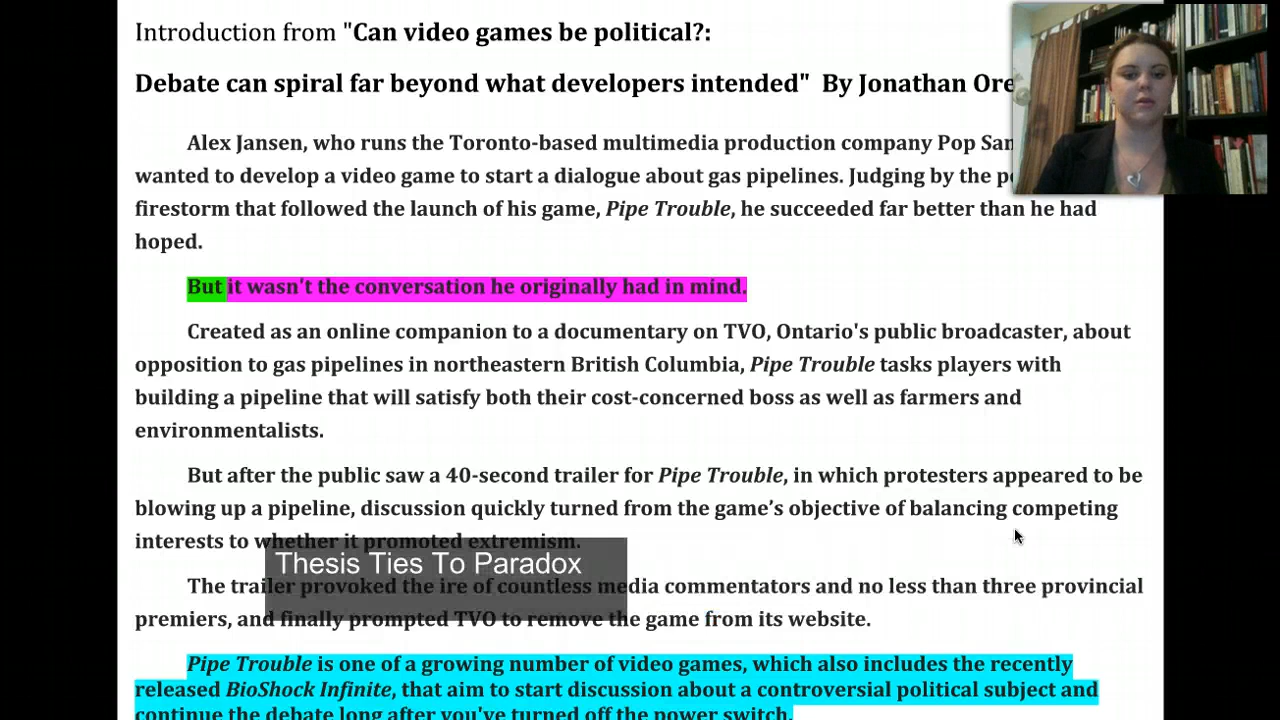 Introduction from "Can video games be political?:
Debate can spiral far beyond what developers intended" By Jonathan Ore
Alex Jansen, who runs the Toronto-based multimedia production company Pop
wanted to develop a video game to start a dialogue about gas pipelines. Judging by the
firestorm that followed the launch of his game, Pipe Trouble, he succeeded far better than he had
hoped.
But it wasn't the conversation he originally had in mind.
Created as an online companion to a documentary on TVO, Ontario's public broadcaster, about
opposition to gas pipelines in northeastern British Columbia, Pipe Trouble tasks players with
building a pipeline that will satisfy both their cost-concerned boss as well as farmers and
environmentalists.
But after the public saw a 40-second trailer for Pipe Trouble, in which protesters appeared to be
blowing up a pipeline, discussion quickly turned from the game's objective of balancing competing
interests to whether it promoted extremism.
Thesis Ties To Paradox
The trailer provoked the ire of countless media commentators and no less than three provincial
premiers, and finally prompted TVO to remove the game from its website.
Pipe Trouble is one of a growing number of video games, which also includes the recently
released BioShock Infinite, that aim to start discussion about a controversial political subject and
continue the debate long after you've turned off the power switch.